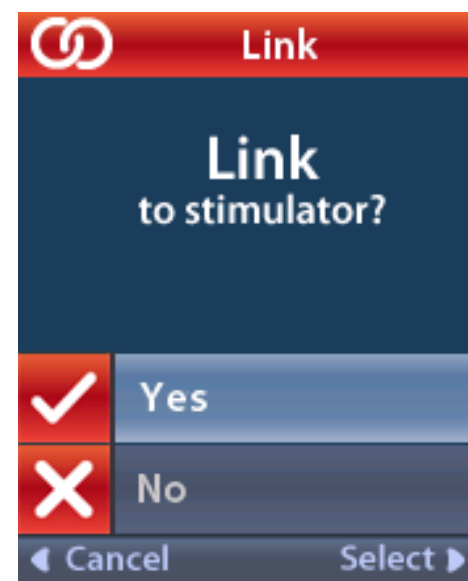 Link
Link
to stimulator?
Yes
No
Cancel Select